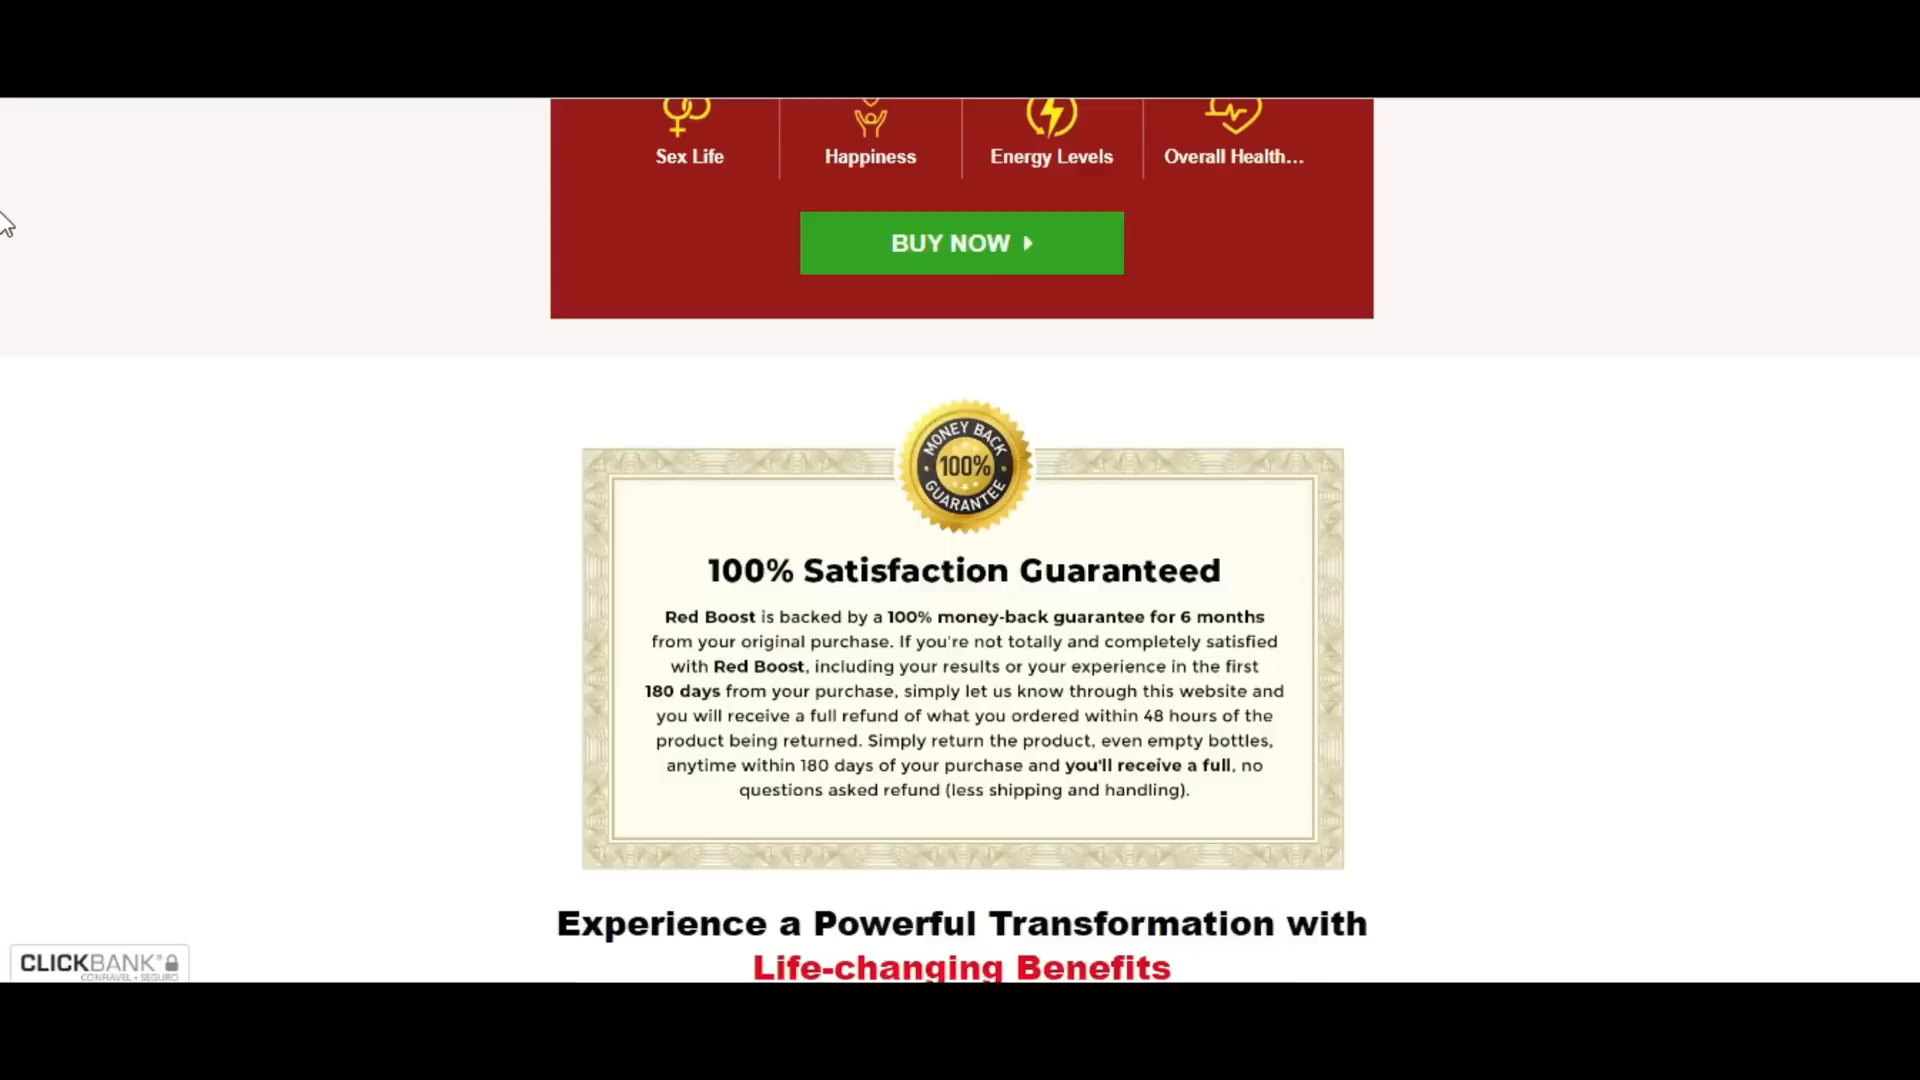 Sex Life
Happiness
Energy Levels
Overall Health...
BUY NOW
MONEY BACK
100%
GUARANTEE
100% Satisfaction Guaranteed
Red Boost is backed by a 100% money-back guarantee for 6 months
from your original purchase. If you're not totally and completely satisfied
with Red Boost, including your results or your experience in the first
180 days from your purchase, simply let us know through this website and
you will receive a full refund of what you ordered within 48 hours of the
product being returned. Simply return the product, even empty bottles,
anytime within 180 days of your purchase and you'll receive a full, no
questions asked refund (less shipping and handling).
Experience a Powerful Transformation with
Life-changing Benefits
CLICKBANK®
CONFIÁVEL • SEGURO